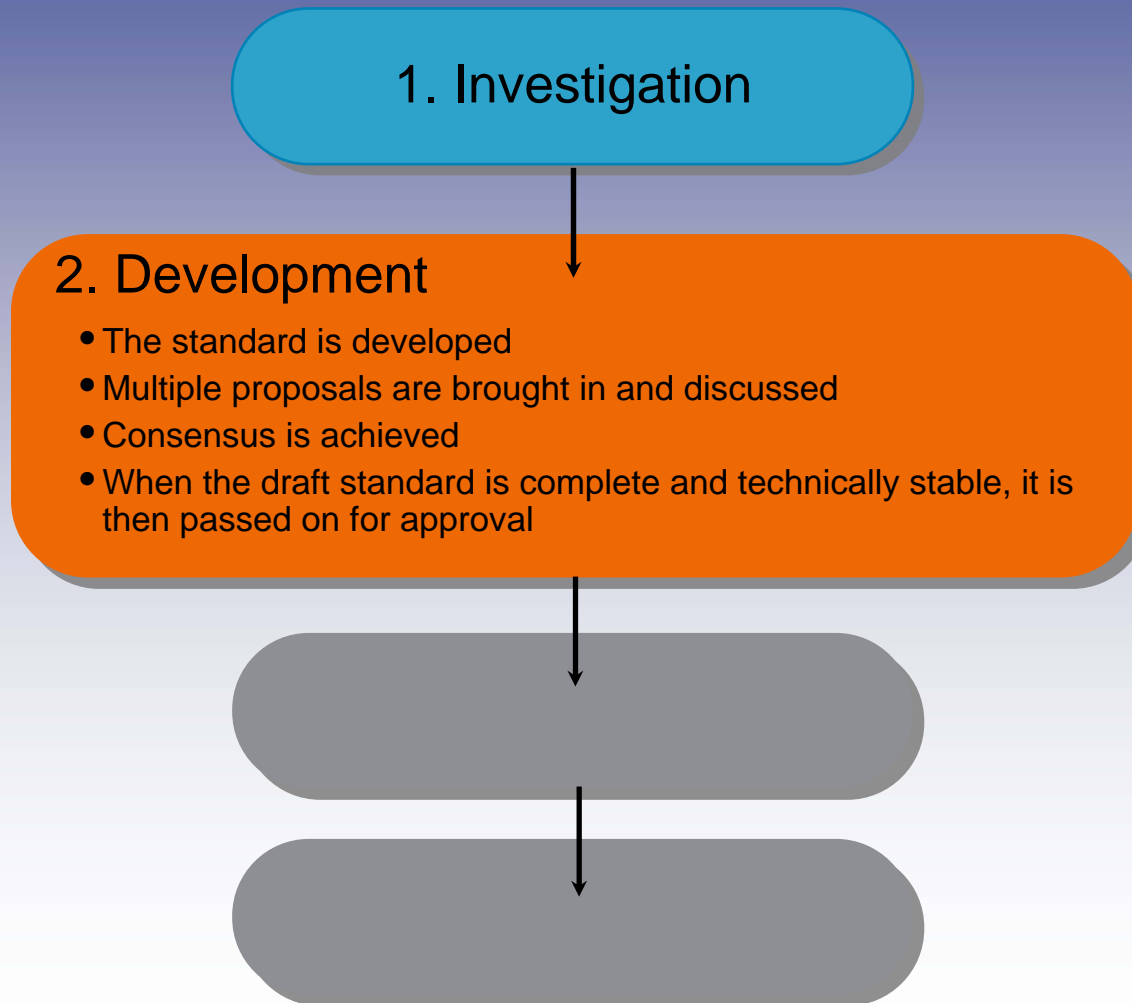 1. Investigation
2. Development
• The standard is developed
• Multiple proposals are brought in and discussed
• Consensus is achieved
• When the draft standard is complete and technically stable, it is
then passed on for approval